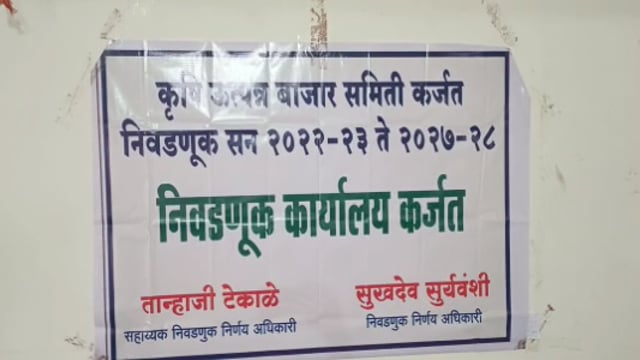 कृषि उत्पन्न बाजार समिती कर्जत
निवडणूक सन २०२२-२३ ते २०२७-२८
निवडणूक कार्यालय कर्जत
तान्हाजी टेकाळे
सहाय्यक निवडणुक निर्णय अधिकारी
सुखदेव सुर्यवंशी
निवडणुक निर्णय अधिकारी